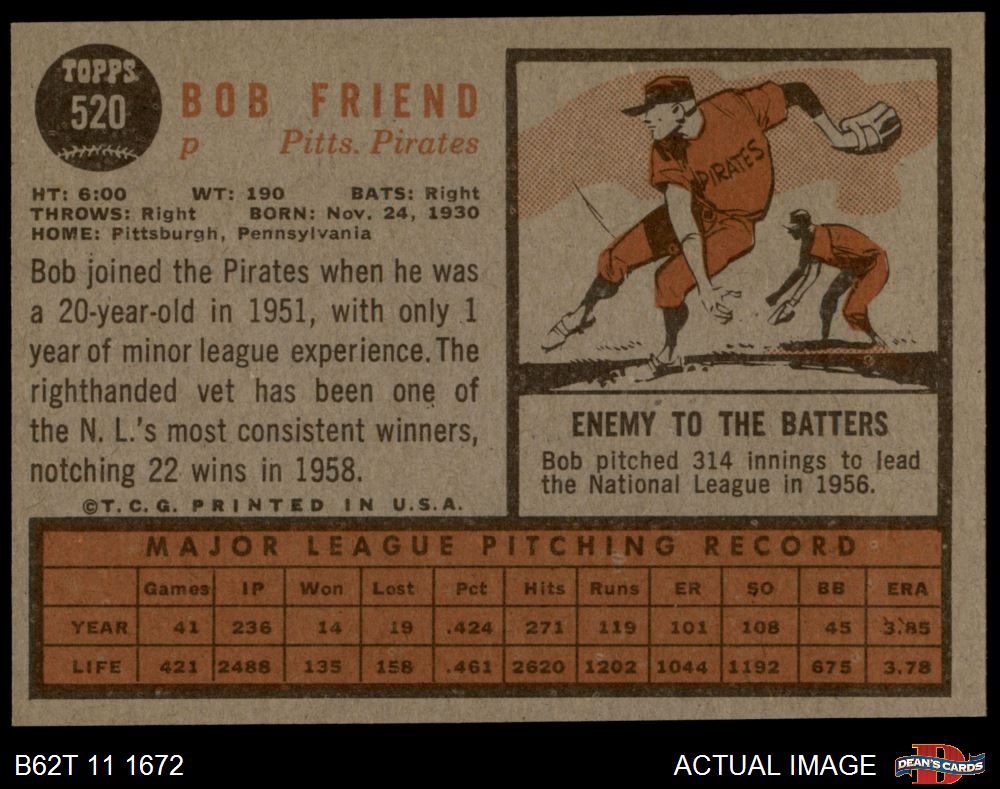 TOPPS
520
BOB FRIEND
p Pitts. Pirates
HT: 6:00 WT: 190 BATS: Right
THROWS: Right BORN: Nov. 24, 1930
HOME: Pittsburgh, Pennsylvania
Bob joined the Pirates when he was
a 20-year-old in 1951, with only 1
year of minor league experience. The
righthanded vet has been one of
the N. L.'s most consistent winners,
notching 22 wins in 1958.
©T. C. G. PRINTED IN U.S.A.
PIRATES
ENEMY TO THE BATTERS
Bob pitched 314 innings to lead
the National League in 1956.
MAJOR LEAGUE PITCHING RECORD
Games IP Won Lost Pct Hits Runs ER SO BB ERA
YEAR 41 236 14 19 .424 271 119 101 108 45 3.85
LIFE 421 2488 135 158 .461 2620 1202 1044 1192 675 3.78
B62T 11 1672
ACTUAL IMAGE
DEAN'S CARDS